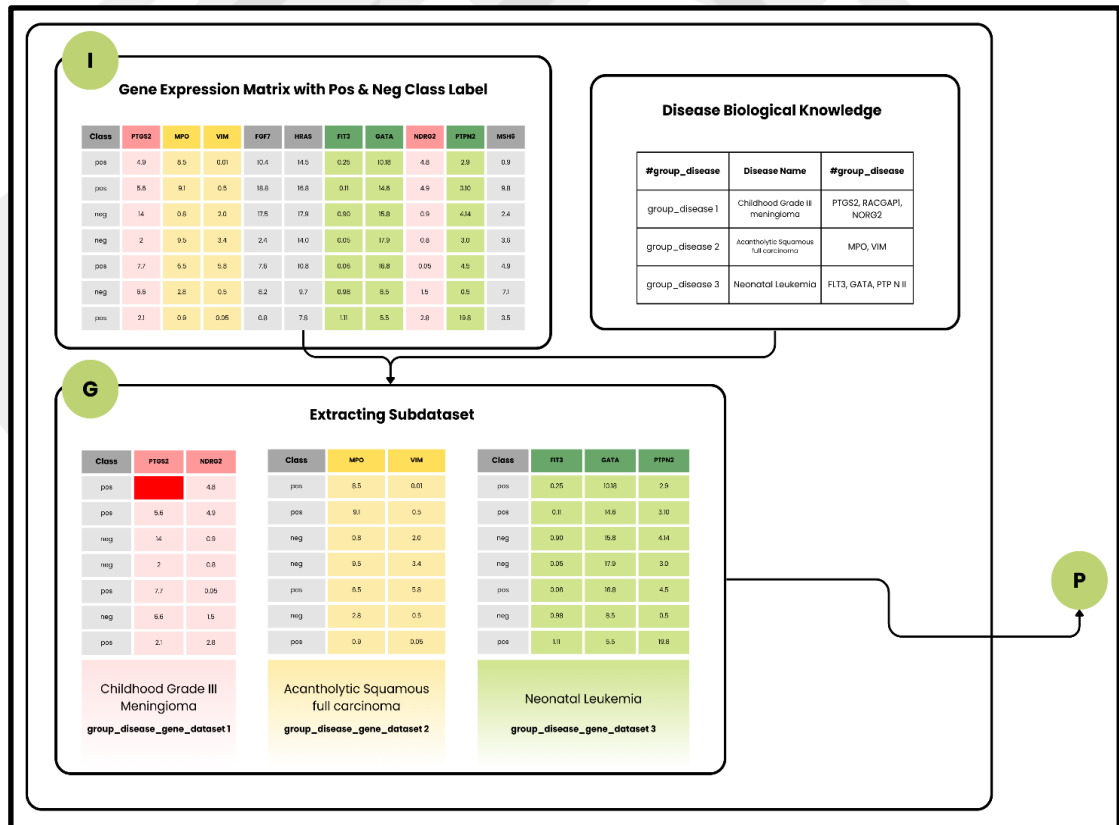 I
Gene Expression Matrix with Pos & Neg Class Label
Class PTGS2 MPO VIM FGF7 HRAS FIT3 GATA NDRG2 PTPN2 MSH6
pos 4.9 8.5 0.01 10.4 14.5 0.25 10.18 4.8 2.9 0.9
pos 5.6 9.1 0.5 16.6 16.8 0.11 14.6 4.9 3.10 9.8
neg 14 0.8 2.0 17.5 17.9 0.90 15.8 0.9 4.14 2.4
neg 2 9.5 3.4 2.4 14.0 0.05 17.9 0.8 3.0 3.6
pos 7.7 6.5 5.8 7.6 10.8 0.06 16.8 0.05 4.5 4.9
neg 6.6 2.8 0.5 8.2 9.7 0.98 8.5 1.5 0.5 7.1
pos 2.1 0.9 0.05 0.8 7.8 1.11 5.5 2.8 19.8 3.5
Disease Biological Knowledge
#group_disease Disease Name #group_disease
group_disease 1 Childhood Grade III
meningioma PTGS2, RACGAP1,
NORG2
group_disease 2 Acantholytic Squamous
full carcinoma MPO, VIM
group_disease 3 Neonatal Leukemia FLT3, GATA, PTP N II
G
Extracting Subdataset
Class PTGS2 NDRG2
pos 4.8
pos 5.6 4.9
neg 14 0.9
neg 2 0.8
pos 7.7 0.05
neg 6.6 1.5
pos 2.1 2.8
Childhood Grade III
Meningioma
group_disease_gene_dataset 1
Class MPO VIM
pos 8.5 0.01
pos 9.1 0.5
neg 0.8 2.0
neg 9.5 3.4
pos 6.5 5.8
neg 2.8 0.5
pos 0.9 0.05
Acantholytic Squamous
full carcinoma
group_disease_gene_dataset 2
Class FIT3 GATA PTPN2
pos 0.25 10.18 2.9
pos 0.11 14.6 3.10
neg 0.90 15.8 4.14
neg 0.05 17.9 3.0
pos 0.06 16.8 4.5
neg 0.98 8.5 0.5
pos 1.11 5.5 19.8
Neonatal Leukemia
group_disease_gene_dataset 3
P